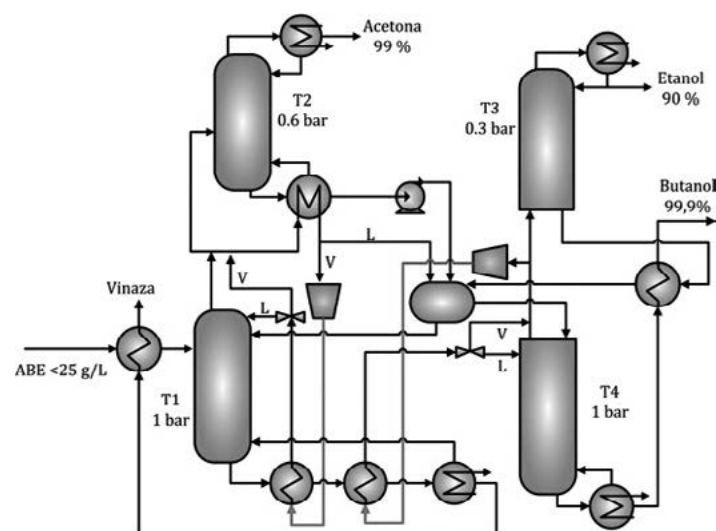 Acetona
99 %
T2
0.6 bar
T3
0.3 bar
Etanol
90 %
Butanol
99,9%
L
V
V
Vinaza
L
V
L
ABE <25 g/L
T1
1 bar
T4
1 bar